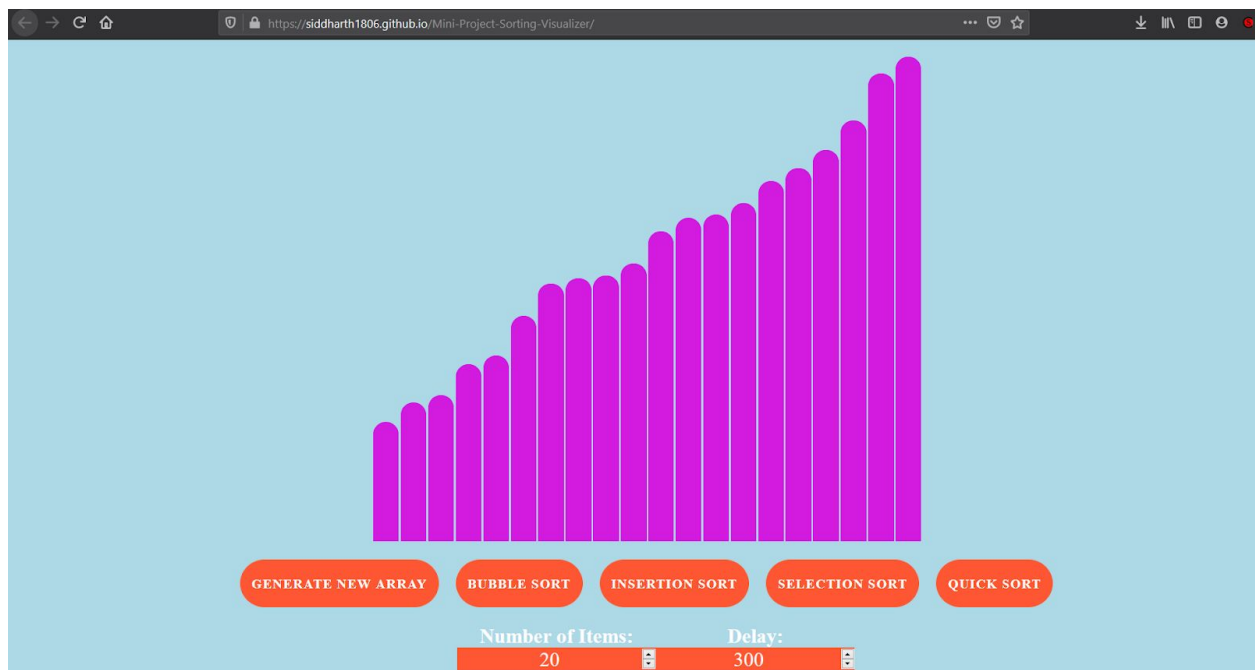 https://siddharth1806.github.io/Mini-Project-Sorting-Visualizer/
GENERATE NEW ARRAY BUBBLE SORT INSERTION SORT SELECTION SORT QUICK SORT
Number of Items: Delay:
20 300